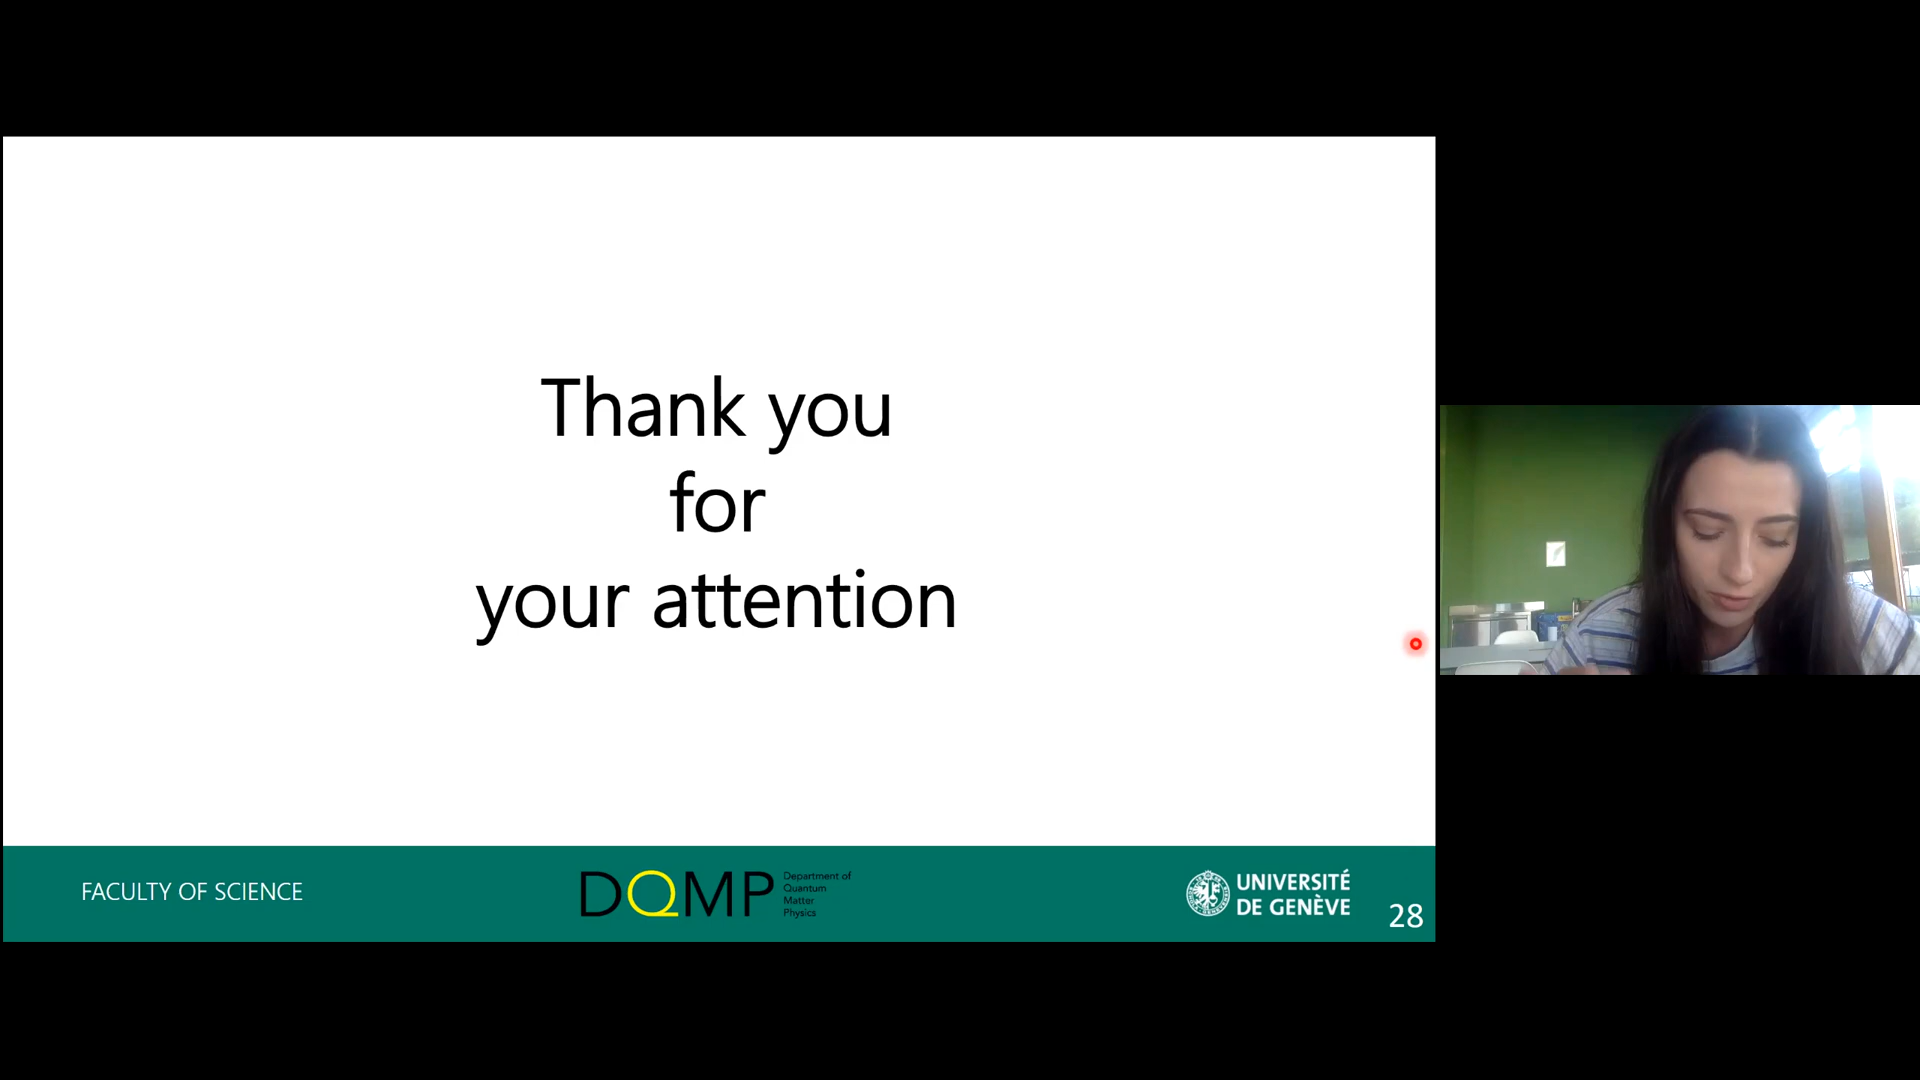 Thank you
for
your attention
FACULTY OF SCIENCE
DQMP
Department of
Quantum
Matter
Physics
UNIVERSITÉ
DE GENÈVE
28